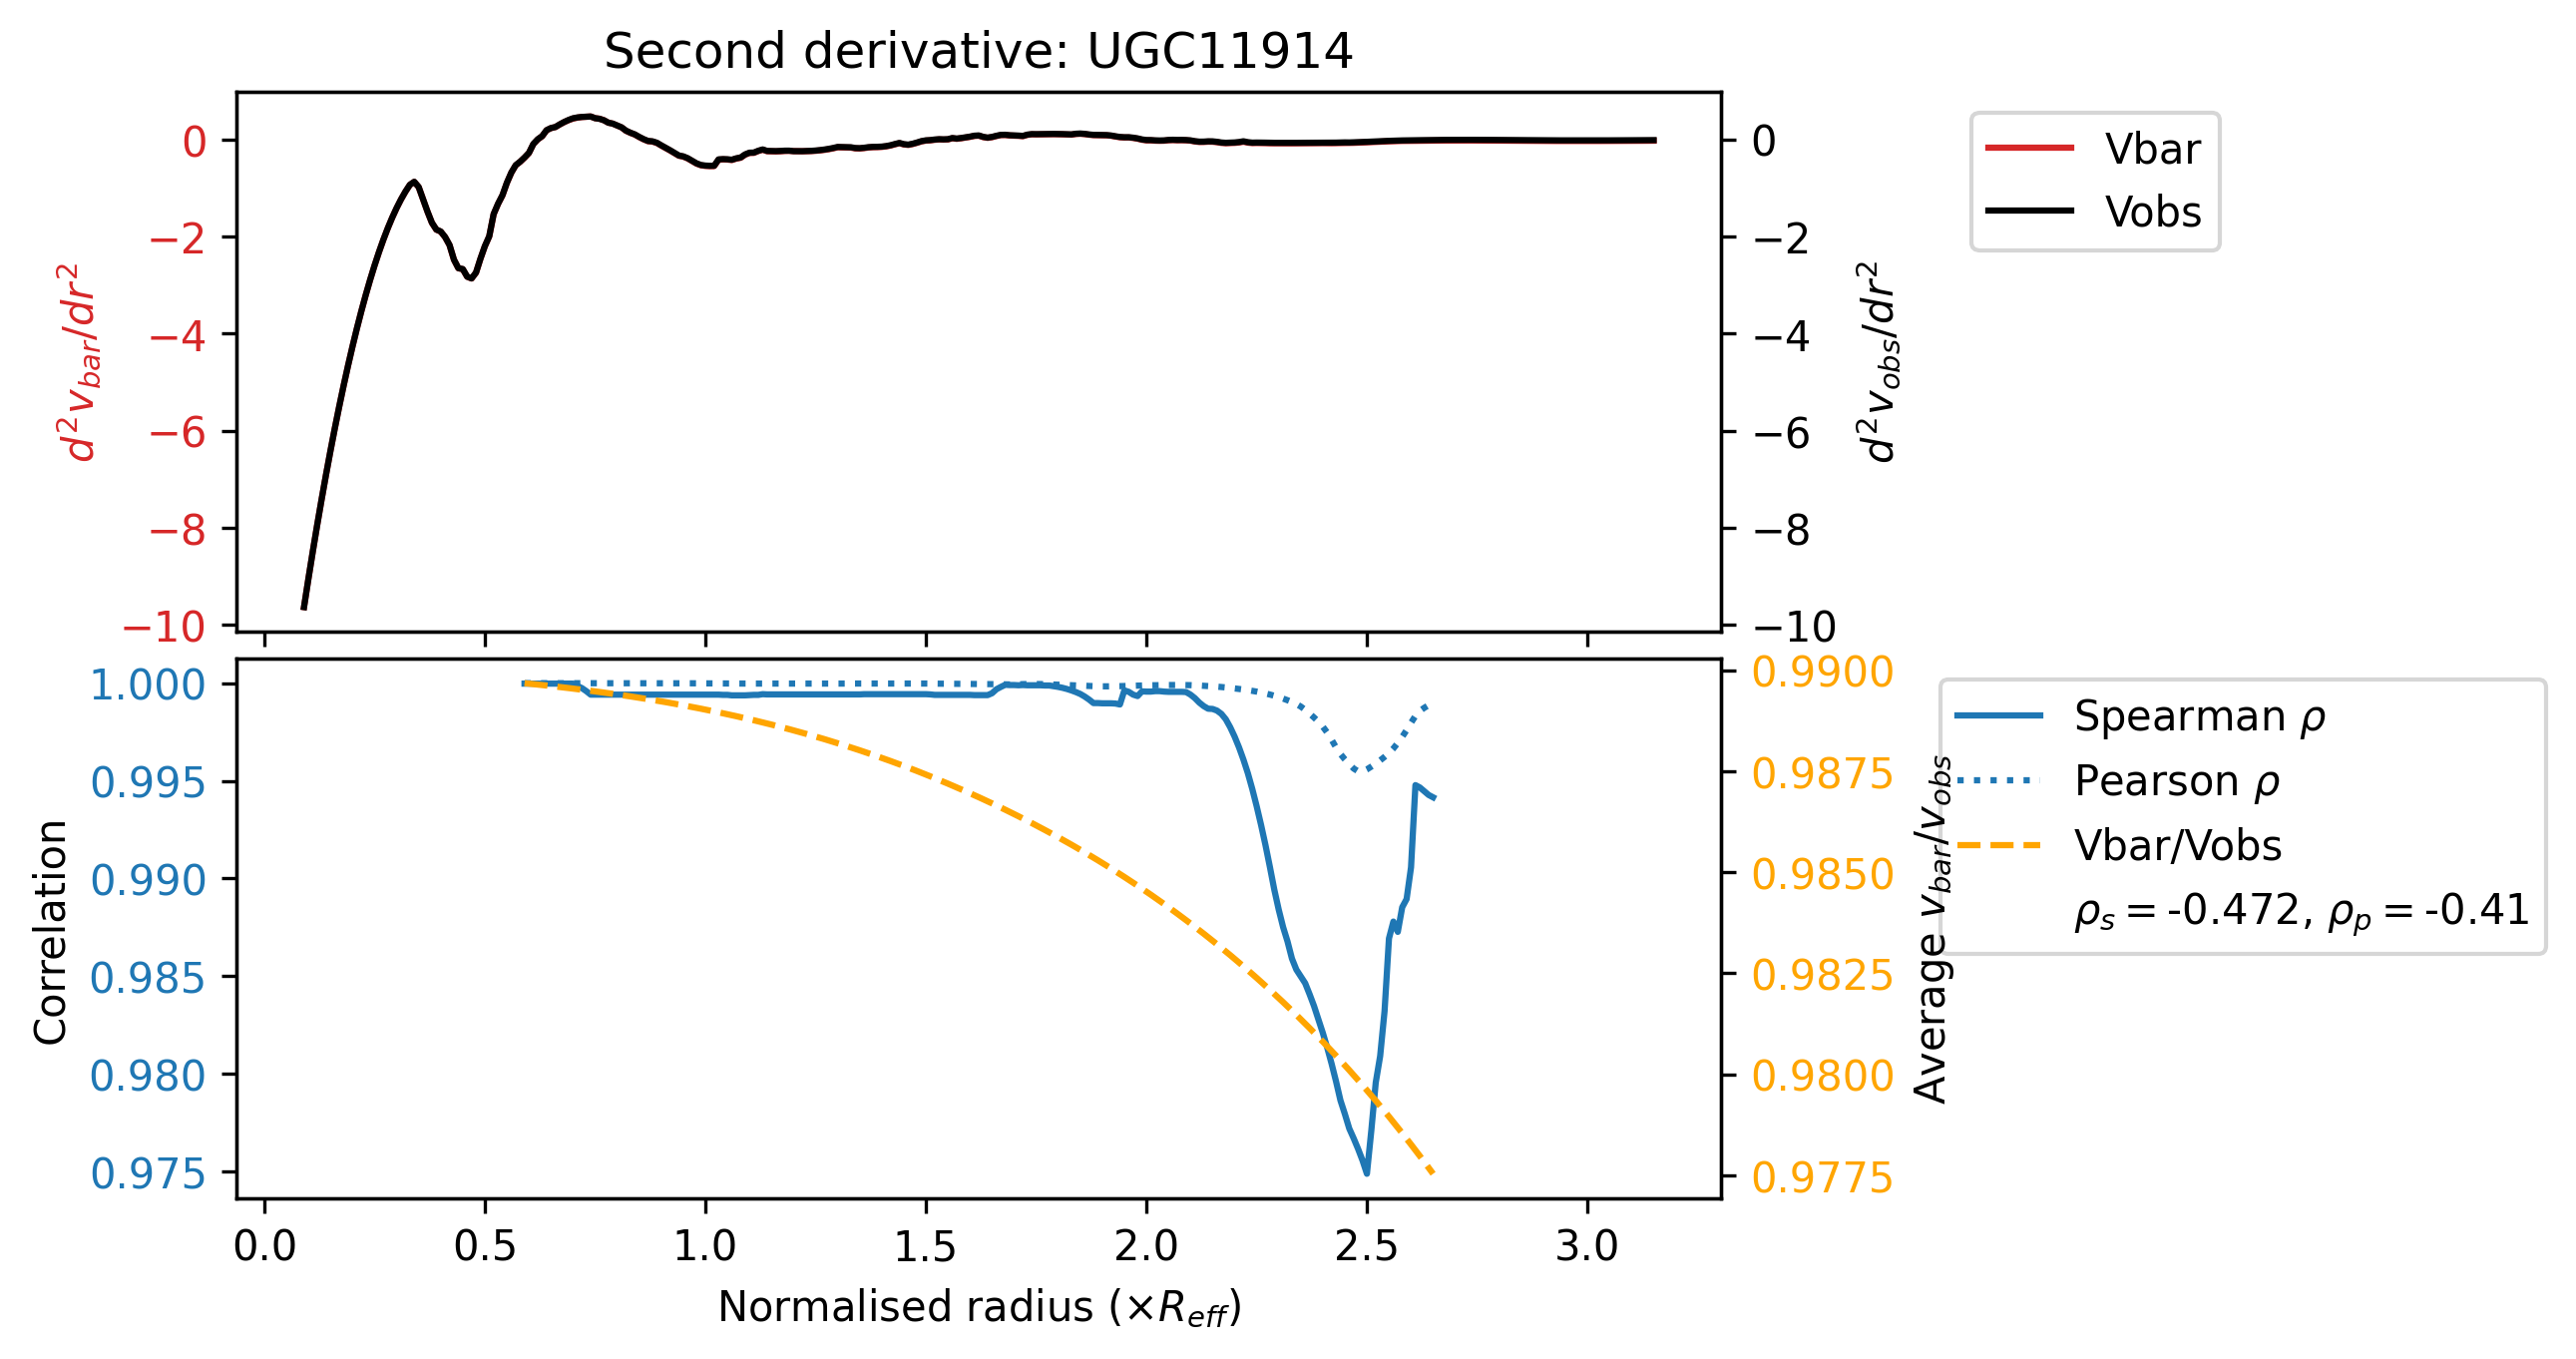 Second derivative: UGC11914
0
−2
−4
−6
−8
−10
d²v_bar/dr²
0
−2
−4
−6
−8
−10
d²v_obs/dr²
Vbar
Vobs
1.000
0.995
0.990
0.985
0.980
0.975
Correlation
0.9900
0.9875
0.9850
0.9825
0.9800
0.9775
Average v_bar/v_obs
Spearman ρ
Pearson ρ
Vbar/Vobs
ρ_s = -0.472, ρ_p = -0.41
0.0 0.5 1.0 1.5 2.0 2.5 3.0
Normalised radius (×R_eff)